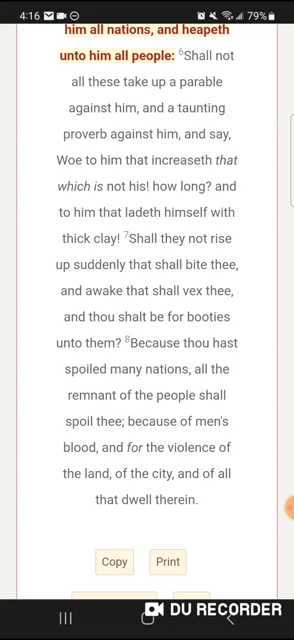 4:16 79%
him all nations, and heapeth
unto him all people: 6Shall not
all these take up a parable
against him, and a taunting
proverb against him, and say,
Woe to him that increaseth that
which is not his! how long? and
to him that ladeth himself with
thick clay! 7Shall they not rise
up suddenly that shall bite thee,
and awake that shall vex thee,
and thou shalt be for booties
unto them? 8Because thou hast
spoiled many nations, all the
remnant of the people shall
spoil thee; because of men's
blood, and for the violence of
the land, of the city, and of all
that dwell therein.
Copy Print
DU RECORDER